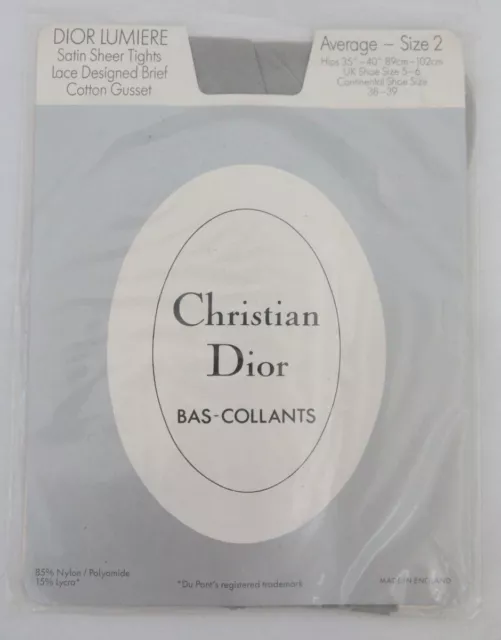 DIOR LUMIERE
Satin Sheer Tights
Lace Designed Brief
Cotton Gusset
Average – Size 2
Hips 35"–40" 89cm–102cm
UK Shoe Size 5–6
Continental Shoe Size
38–39
Christian
Dior
BAS-COLLANTS
85% Nylon / Polyamide
15% Lycra*
*Du Pont's registered trademark
MADE IN ENGLAND